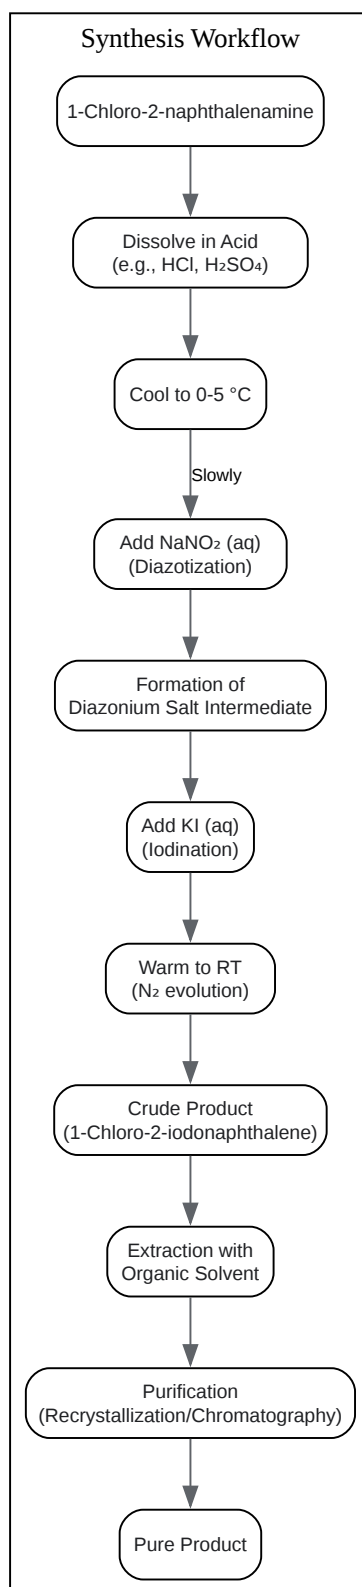 Synthesis Workflow
1-Chloro-2-naphthalenamine
Dissolve in Acid
(e.g., HCl, H₂SO₄)
Cool to 0-5 °C
Slowly
Add NaNO₂ (aq)
(Diazotization)
Formation of
Diazonium Salt Intermediate
Add KI (aq)
(Iodination)
Warm to RT
(N₂ evolution)
Crude Product
(1-Chloro-2-iodonaphthalene)
Extraction with
Organic Solvent
Purification
(Recrystallization/Chromatography)
Pure Product